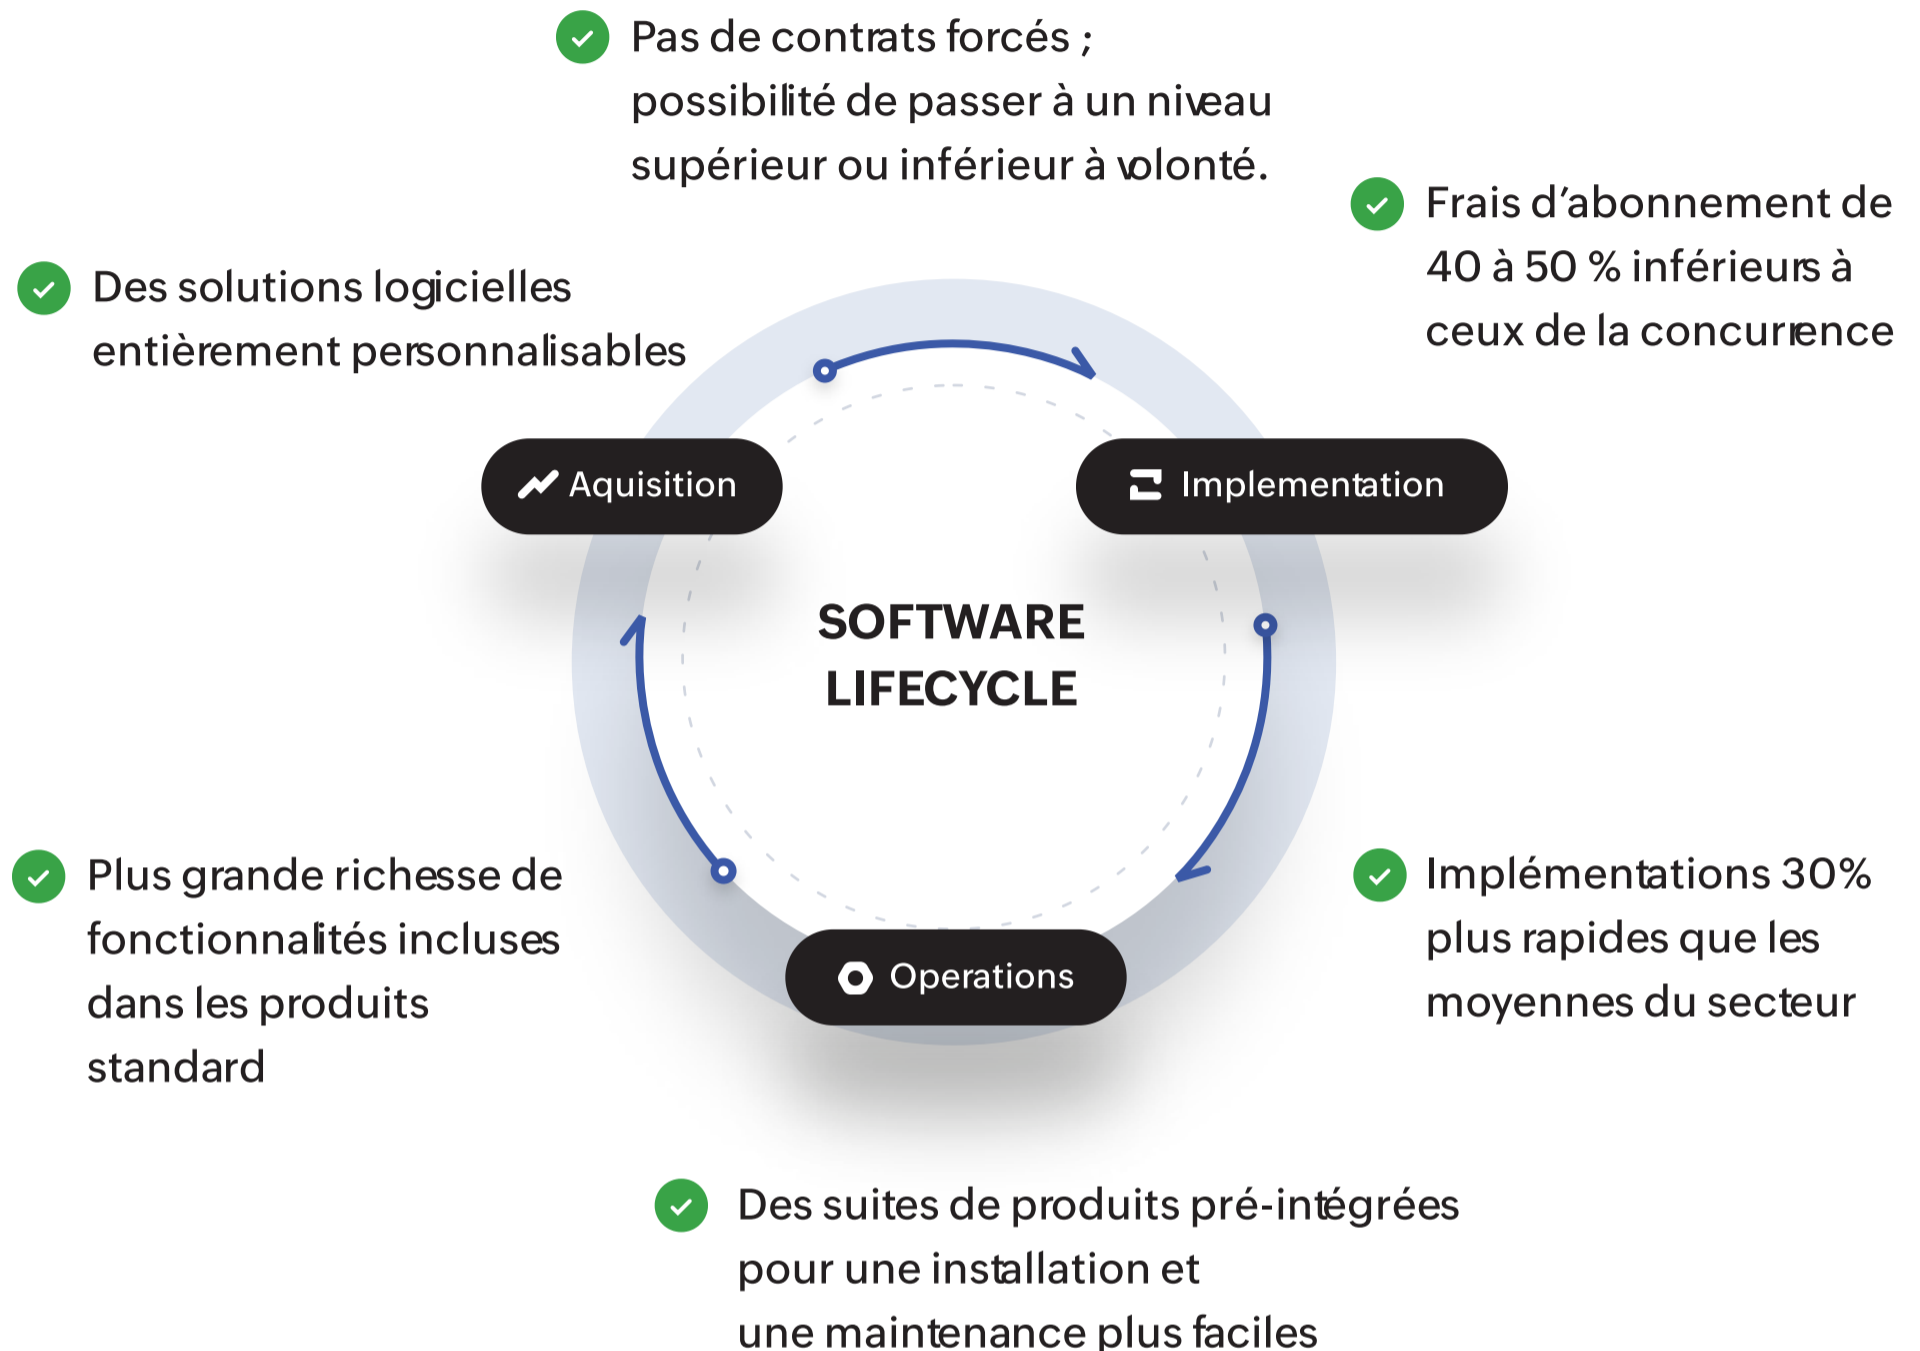 Pas de contrats forcés ;
possibilité de passer à un niveau
supérieur ou inférieur à volonté.
Frais d’abonnement de
40 à 50 % inférieurs à
ceux de la concurrence
Des solutions logicielles
entièrement personnalisables
Aquisition
Implementation
SOFTWARE
LIFECYCLE
Plus grande richesse de
fonctionnalités incluses
dans les produits
standard
Implémentations 30%
plus rapides que les
moyennes du secteur
Operations
Des suites de produits pré-intégrées
pour une installation et
une maintenance plus faciles